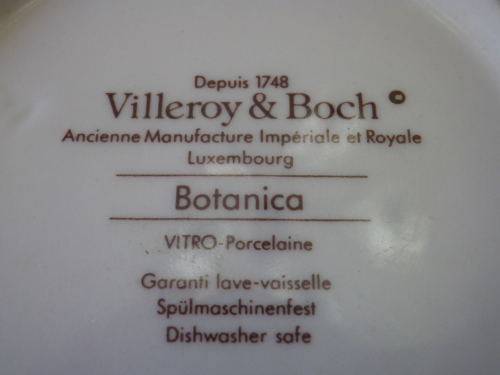 Depuis 1748
Villeroy & Boch ©
Ancienne Manufacture Impériale et Royale
Luxembourg
Botanica
VITRO-Porcelaine
Garanti lave-vaisselle
Spülmaschinenfest
Dishwasher safe